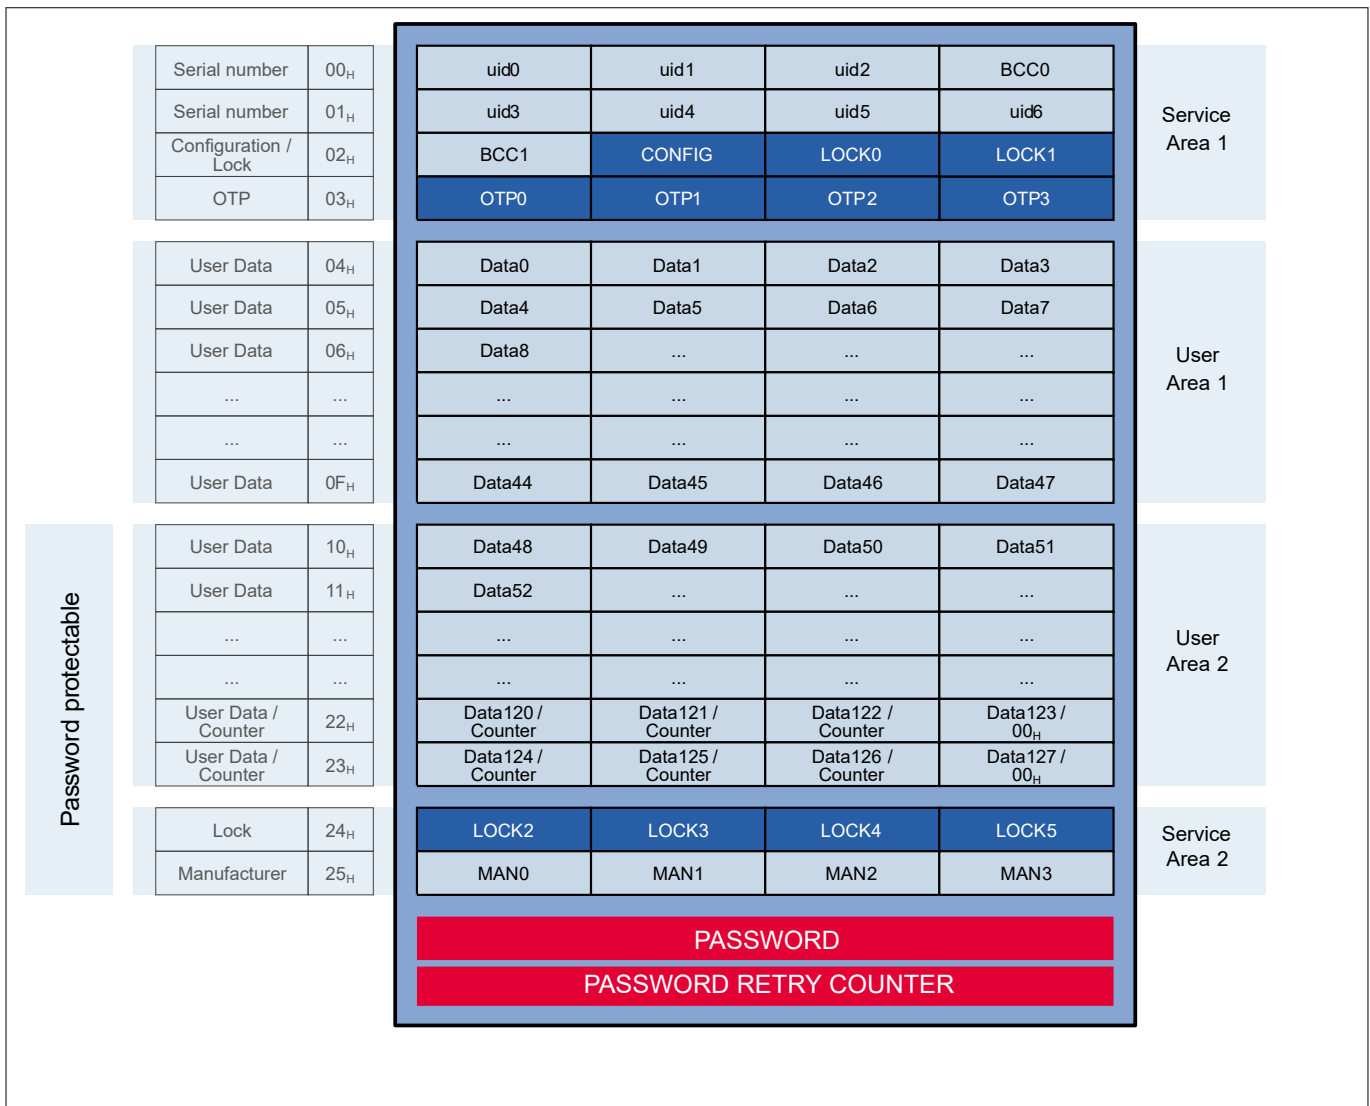 Serial number 00H uid0 uid1 uid2 BCC0
Serial number 01H uid3 uid4 uid5 uid6
Service
Area 1
Configuration /
Lock
02H BCC1 CONFIG LOCK0 LOCK1
OTP 03H OTP0 OTP1 OTP2 OTP3
User Data 04H Data0 Data1 Data2 Data3
User Data 05H Data4 Data5 Data6 Data7
User Data 06H Data8 ... ... ...
User
Area 1
... ... ... ... ... ...
... ... ... ... ... ...
User Data 0FH Data44 Data45 Data46 Data47
Password protectable
User Data 10H Data48 Data49 Data50 Data51
User Data 11H Data52 ... ... ...
... ... ... ... ... ...
User
Area 2
... ... ... ... ... ...
User Data /
Counter
22H
Data120 /
Counter
Data121 /
Counter
Data122 /
Counter
Data123 /
00H
User Data /
Counter
23H
Data124 /
Counter
Data125 /
Counter
Data126 /
Counter
Data127 /
00H
Lock 24H LOCK2 LOCK3 LOCK4 LOCK5
Service
Area 2
Manufacturer 25H MAN0 MAN1 MAN2 MAN3
PASSWORD
PASSWORD RETRY COUNTER